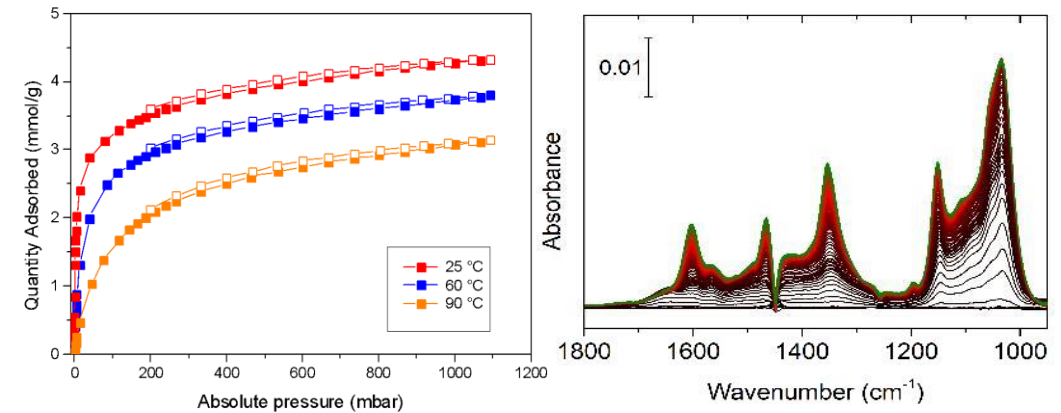 5
4
3
2
1
0
Quantity Adsorbed (mmol/g)
25 °C
60 °C
90 °C
0 200 400 600 800 1000 1200
Absolute pressure (mbar)
0.01
Absorbance
1800 1600 1400 1200 1000
Wavenumber (cm⁻¹)